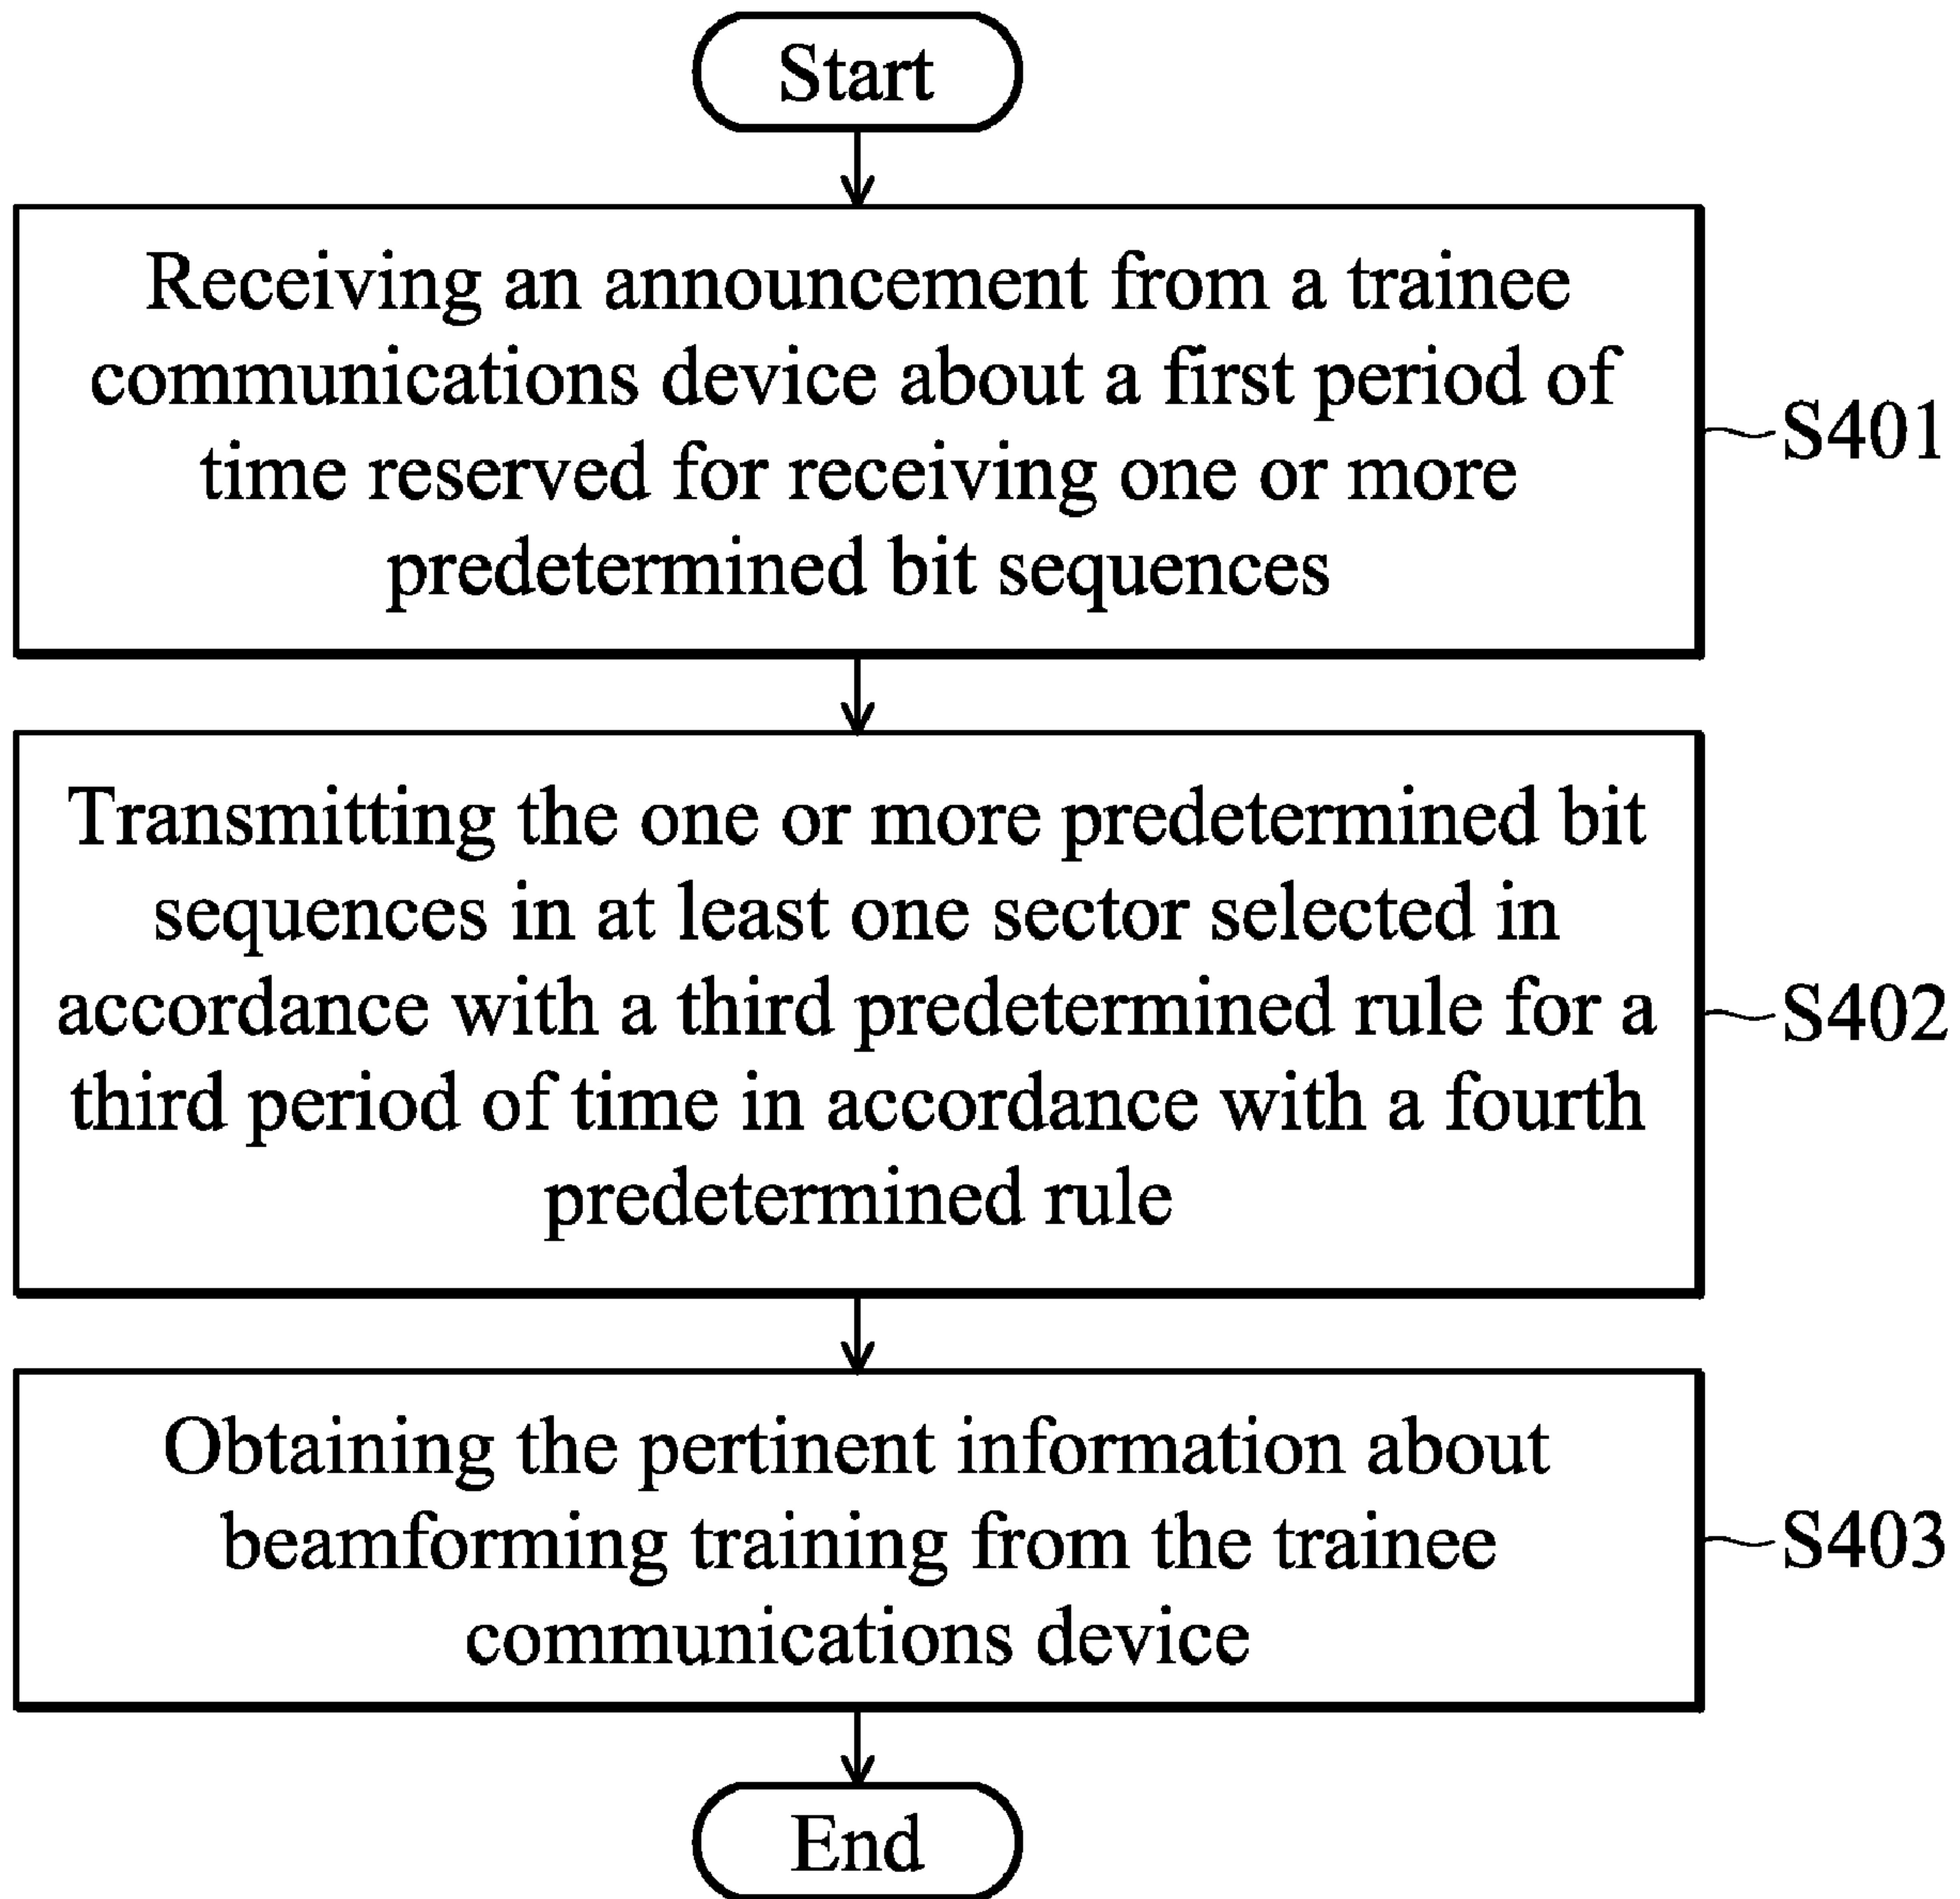 Start
Receiving an announcement from a trainee
communications device about a first period of
time reserved for receiving one or more
predetermined bit sequences
S401
Transmitting the one or more predetermined bit
sequences in at least one sector selected in
accordance with a third predetermined rule for a
third period of time in accordance with a fourth
predetermined rule
S402
Obtaining the pertinent information about
beamforming training from the trainee
communications device
S403
End